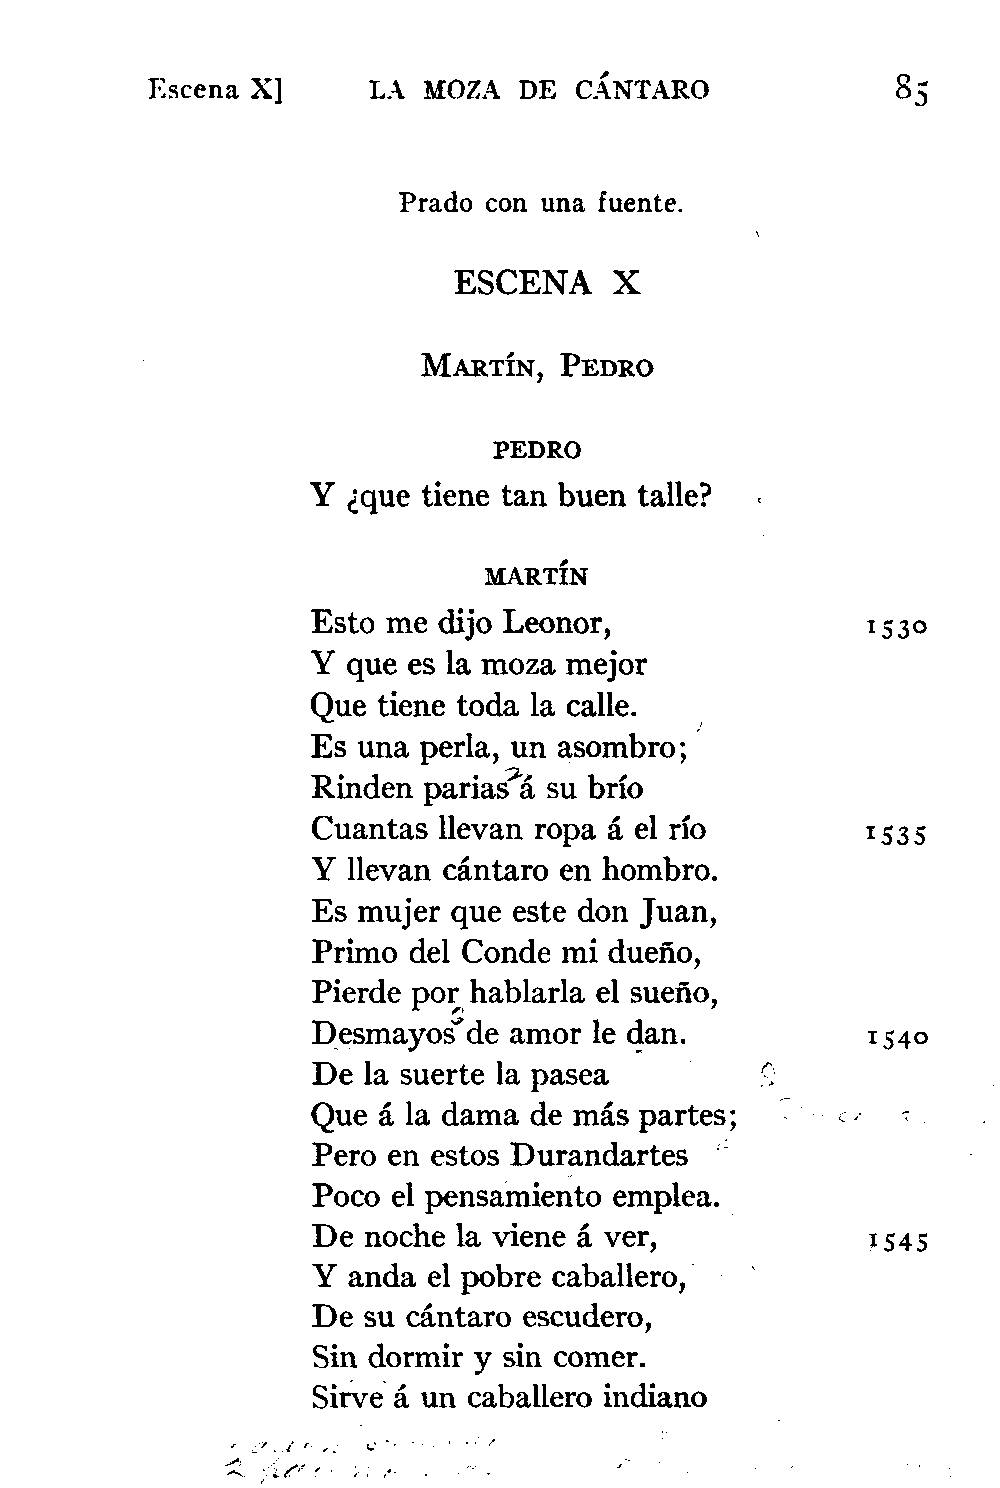 Escena X] LA MOZA DE CÁNTARO 85
Prado con una fuente.
ESCENA X
MARTÍN, PEDRO
PEDRO
Y ¿que tiene tan buen talle?
MARTÍN
Esto me dijo Leonor, 1530
Y que es la moza mejor
Que tiene toda la calle.
Es una perla, un asombro;
Rinden parias á su brío
Cuantas llevan ropa á el río 1535
Y llevan cántaro en hombro.
Es mujer que este don Juan,
Primo del Conde mi dueño,
Pierde por hablarla el sueño,
Desmayos de amor le dan. 1540
De la suerte la pasea
Que á la dama de más partes;
Pero en estos Durandartes
Poco el pensamiento emplea.
De noche la viene á ver, 1545
Y anda el pobre caballero,
De su cántaro escudero,
Sin dormir y sin comer.
Sirve á un caballero indiano